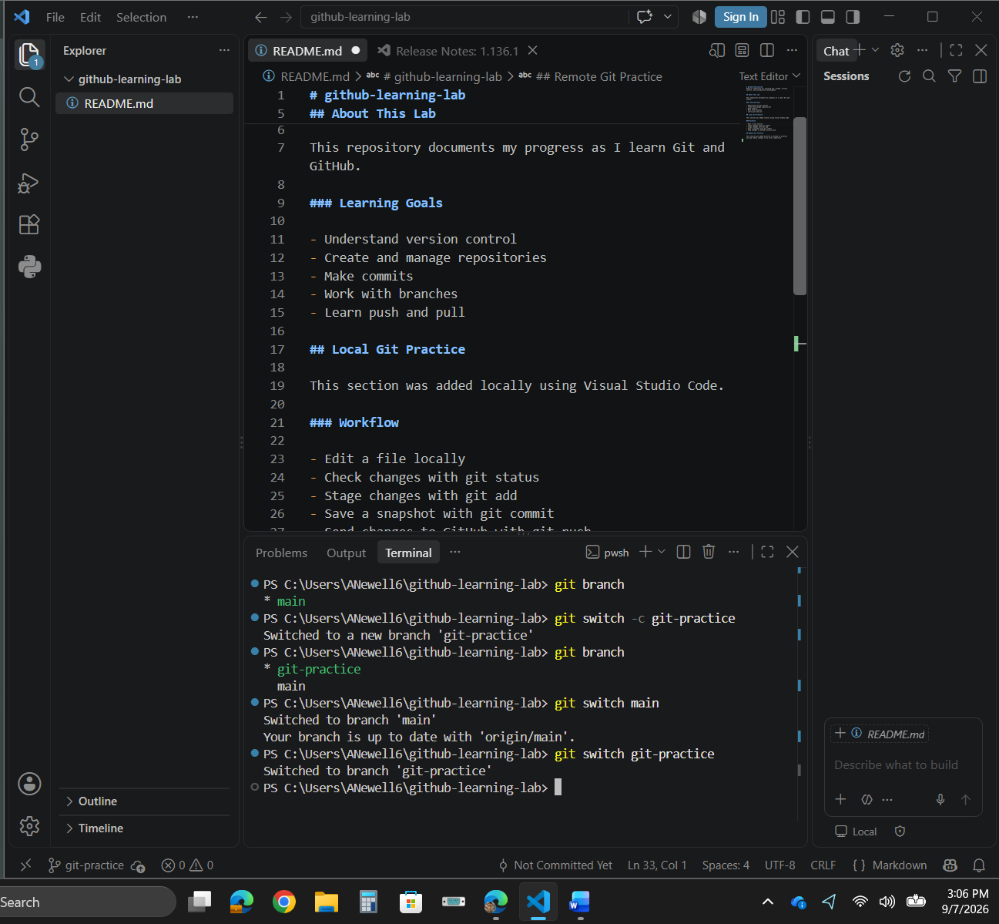 File Edit Selection ··· github-learning-lab Sign In
Explorer ···
1
github-learning-lab
README.md
Outline
Timeline
README.md Release Notes: 1.136.1
README.md > abc # github-learning-lab > abc ## Remote Git Practice Text Editor
1 # github-learning-lab
5 ## About This Lab
6
7 This repository documents my progress as I learn Git and
GitHub.
8
9 ### Learning Goals
10
11 - Understand version control
12 - Create and manage repositories
13 - Make commits
14 - Work with branches
15 - Learn push and pull
16
17 ## Local Git Practice
18
19 This section was added locally using Visual Studio Code.
20
21 ### Workflow
22
23 - Edit a file locally
24 - Check changes with git status
25 - Stage changes with git add
26 - Save a snapshot with git commit
27 - Send changes to GitHub with git push
Problems Output Terminal ··· pwsh
PS C:\Users\ANewell6\github-learning-lab> git branch
* main
PS C:\Users\ANewell6\github-learning-lab> git switch -c git-practice
Switched to a new branch 'git-practice'
PS C:\Users\ANewell6\github-learning-lab> git branch
* git-practice
main
PS C:\Users\ANewell6\github-learning-lab> git switch main
Switched to branch 'main'
Your branch is up to date with 'origin/main'.
PS C:\Users\ANewell6\github-learning-lab> git switch git-practice
Switched to branch 'git-practice'
PS C:\Users\ANewell6\github-learning-lab>
Chat
Sessions
README.md
Describe what to build
Local
git-practice 0 0 Not Committed Yet Ln 33, Col 1 Spaces: 4 UTF-8 CRLF { } Markdown
Search
3:06 PM
9/7/2026